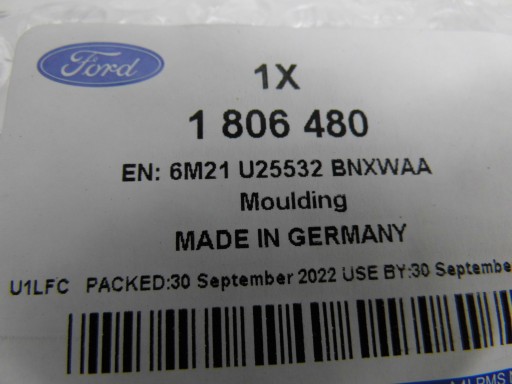 Ford
1X
1 806 480
EN: 6M21 U25532 BNXWAA
Moulding
MADE IN GERMANY
U1LFC PACKED:30 September 2022 USE BY:30 September